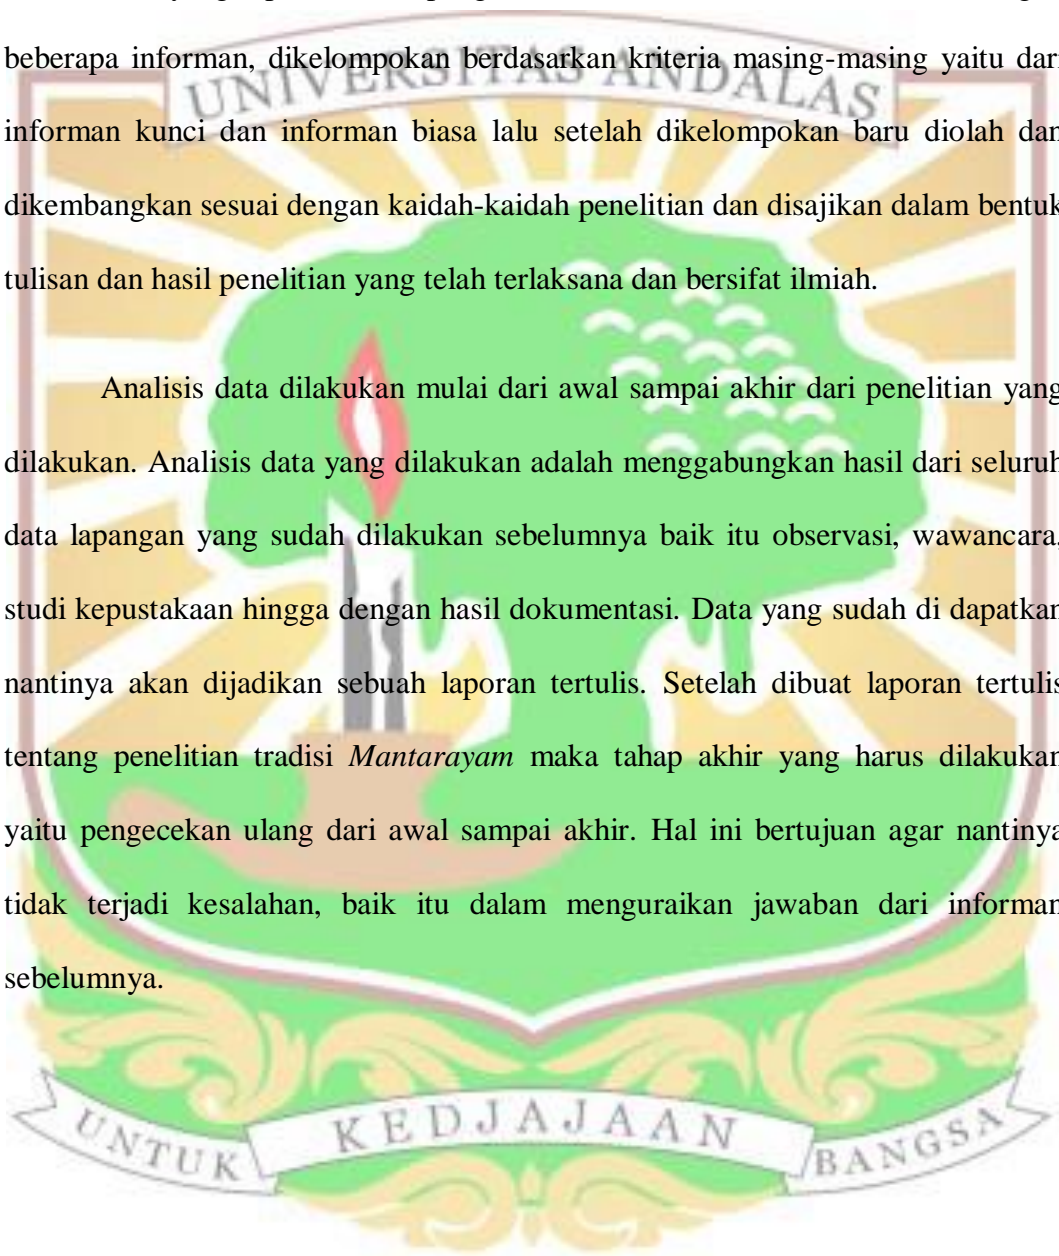 beberapa informan, dikelompokan berdasarkan kriteria masing-masing yaitu dari
UNIVERSITAS ANDALAS
informan kunci dan informan biasa lalu setelah dikelompokan baru diolah dan
dikembangkan sesuai dengan kaidah-kaidah penelitian dan disajikan dalam bentuk
tulisan dan hasil penelitian yang telah terlaksana dan bersifat ilmiah.
Analisis data dilakukan mulai dari awal sampai akhir dari penelitian yang
dilakukan. Analisis data yang dilakukan adalah menggabungkan hasil dari seluruh
data lapangan yang sudah dilakukan sebelumnya baik itu observasi, wawancara,
studi kepustakaan hingga dengan hasil dokumentasi. Data yang sudah di dapatkan
nantinya akan dijadikan sebuah laporan tertulis. Setelah dibuat laporan tertulis
tentang penelitian tradisi Mantarayam maka tahap akhir yang harus dilakukan
yaitu pengecekan ulang dari awal sampai akhir. Hal ini bertujuan agar nantinya
tidak terjadi kesalahan, baik itu dalam menguraikan jawaban dari informan
sebelumnya.
UNTUK KEDJAJAAN BANGSA